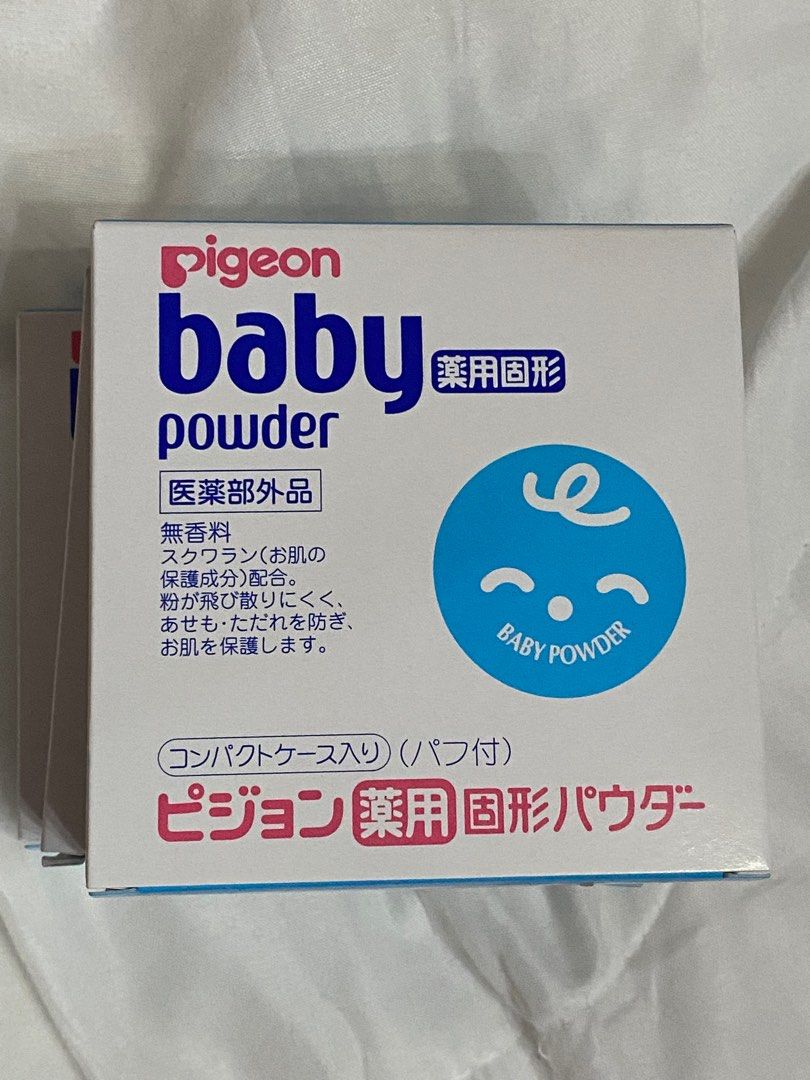 Pigeon
baby 薬用固形
powder
医薬部外品
無香料
スクワラン(お肌の
保護成分)配合。
粉が飛び散りにくく、
あせも・ただれを防ぎ、
お肌を保護します。
BABY POWDER
コンパクトケース入り (パフ付)
ピジョン 薬用 固形パウダー